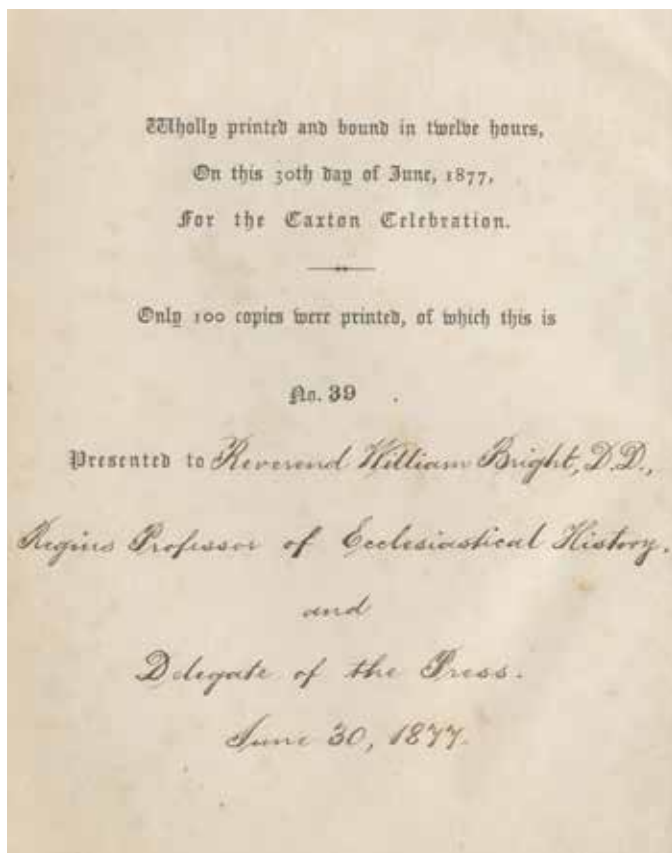 Wholly printed and bound in twelve hours,
On this 30th day of June, 1877,
For the Caxton Celebration.
Only 100 copies were printed, of which this is
No. 39 .
Presented to Reverend William Bright, D.D.,
Regius Professor of Ecclesiastical History.
and
Delegate of the Press.
June 30, 1877.